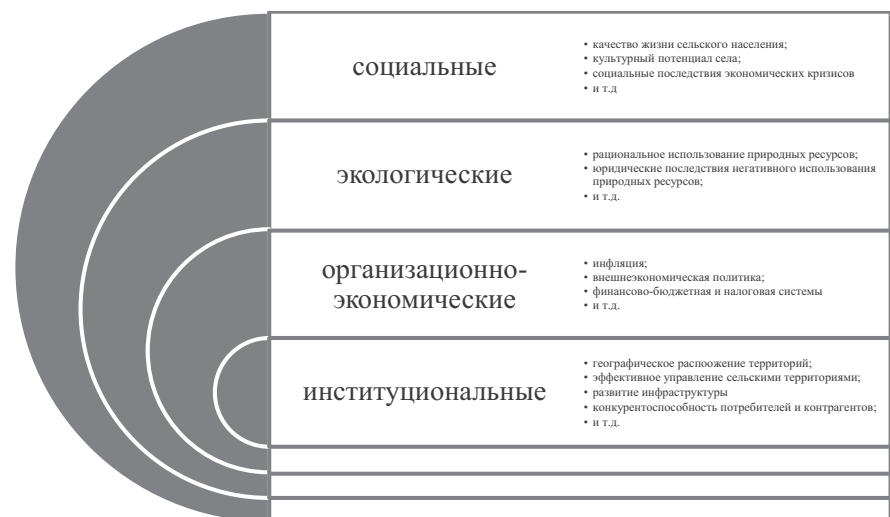 социальные
• качество жизни сельского населения;
• культурный потенциал села;
• социальные последствия экономических кризисов
• и т.д
экологические
• рациональное использование природных ресурсов;
• юридические последствия негативного использования
природных ресурсов;
• и т.д.
организационно-
экономические
• инфляция;
• внешнеэкономическая политика;
• финансово-бюджетная и налоговая системы
• и т.д.
институциональные
• географическое распоожение территорий;
• эффективное управление сельскими территориями;
• развитие инфраструктуры
• конкурентоспособность потребителей и контрагентов;
• и т.д.